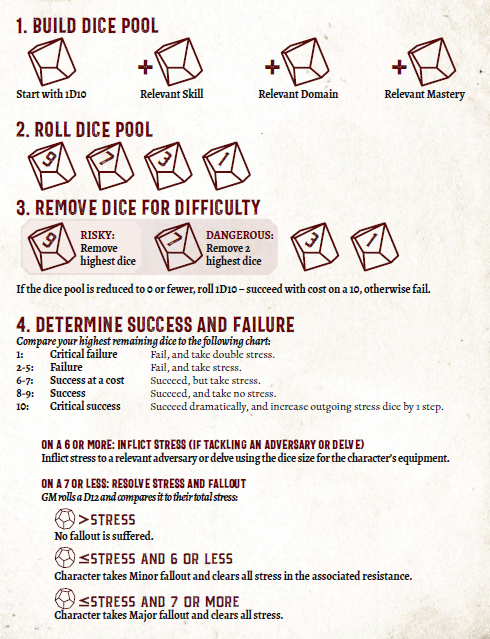 1. BUILD DICE POOL
+ + +
Start with 1D10 Relevant Skill Relevant Domain Relevant Mastery
2. ROLL DICE POOL
9 7 3 1
3. REMOVE DICE FOR DIFFICULTY
9 RISKY: Remove highest dice 7 DANGEROUS: Remove 2 highest dice 3 1
If the dice pool is reduced to 0 or fewer, roll 1D10 – succeed with cost on a 10, otherwise fail.
4. DETERMINE SUCCESS AND FAILURE
Compare your highest remaining dice to the following chart:
1: Critical failure Fail, and take double stress.
2-5: Failure Fail, and take stress.
6-7: Success at a cost Succeed, but take stress.
8-9: Success Succeed, and take no stress.
10: Critical success Succeed dramatically, and increase outgoing stress dice by 1 step.
ON A 6 OR MORE: INFLICT STRESS (IF TACKLING AN ADVERSARY OR DELVE)
Inflict stress to a relevant adversary or delve using the dice size for the character's equipment.
ON A 7 OR LESS: RESOLVE STRESS AND FALLOUT
GM rolls a D12 and compares it to their total stress:
>STRESS
No fallout is suffered.
≤STRESS AND 6 OR LESS
Character takes Minor fallout and clears all stress in the associated resistance.
≤STRESS AND 7 OR MORE
Character takes Major fallout and clears all stress.